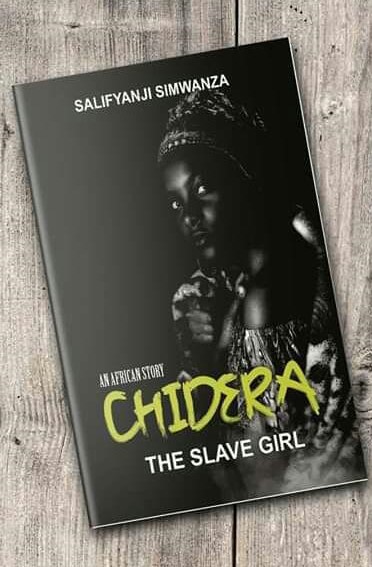 SALIFYANJI SIMWANZA
AN AFRICAN STORY
CHIDERA
THE SLAVE GIRL